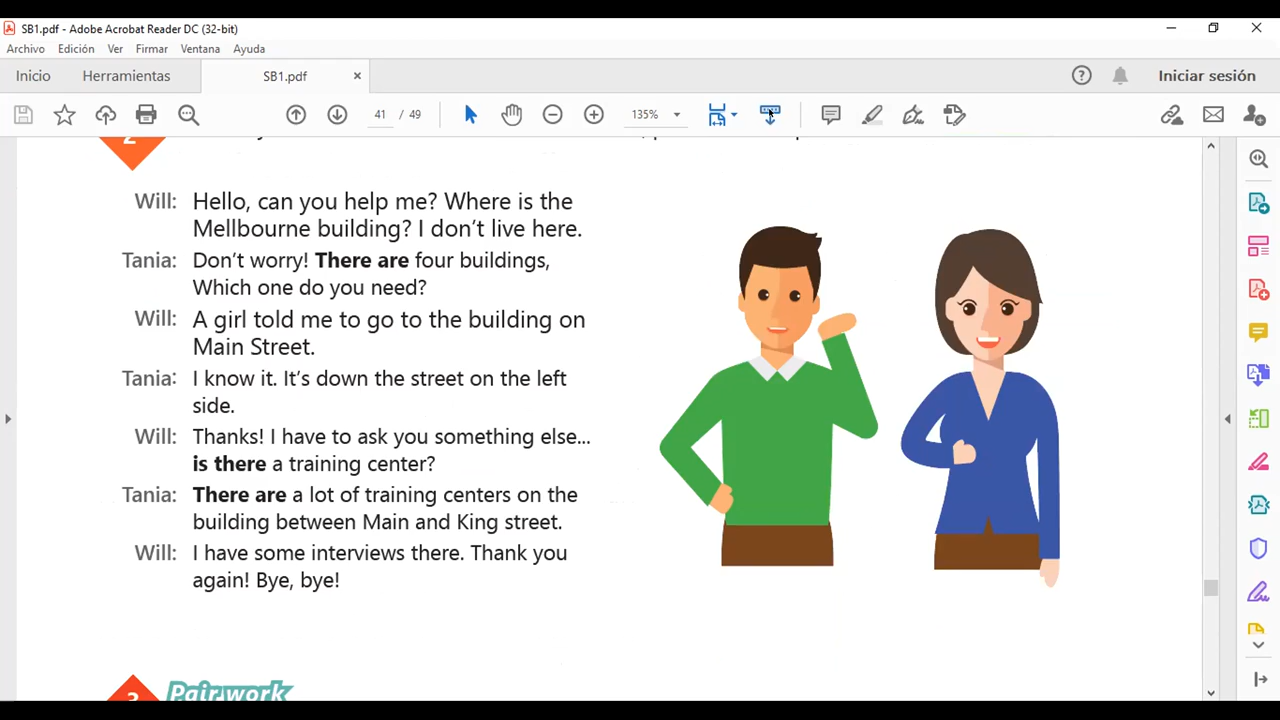 SB1.pdf - Adobe Acrobat Reader DC (32-bit)
Archivo Edición Ver Firmar Ventana Ayuda
Inicio Herramientas SB1.pdf × Iniciar sesión
41 / 49 135%
2
Will: Hello, can you help me? Where is the
Mellbourne building? I don't live here.
Tania: Don't worry! There are four buildings,
Which one do you need?
Will: A girl told me to go to the building on
Main Street.
Tania: I know it. It's down the street on the left
side.
Will: Thanks! I have to ask you something else...
is there a training center?
Tania: There are a lot of training centers on the
building between Main and King street.
Will: I have some interviews there. Thank you
again! Bye, bye!
3 Pair work